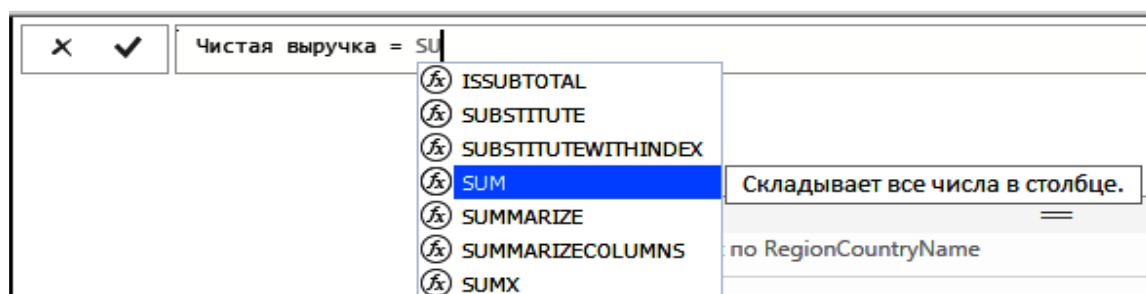 Чистая выручка = SU
ISSUBTOTAL
SUBSTITUTE
SUBSTITUTEWITHINDEX
SUM Складывает все числа в столбце.
SUMMARIZE
SUMMARIZECOLUMNS по RegionCountryName
SUMX